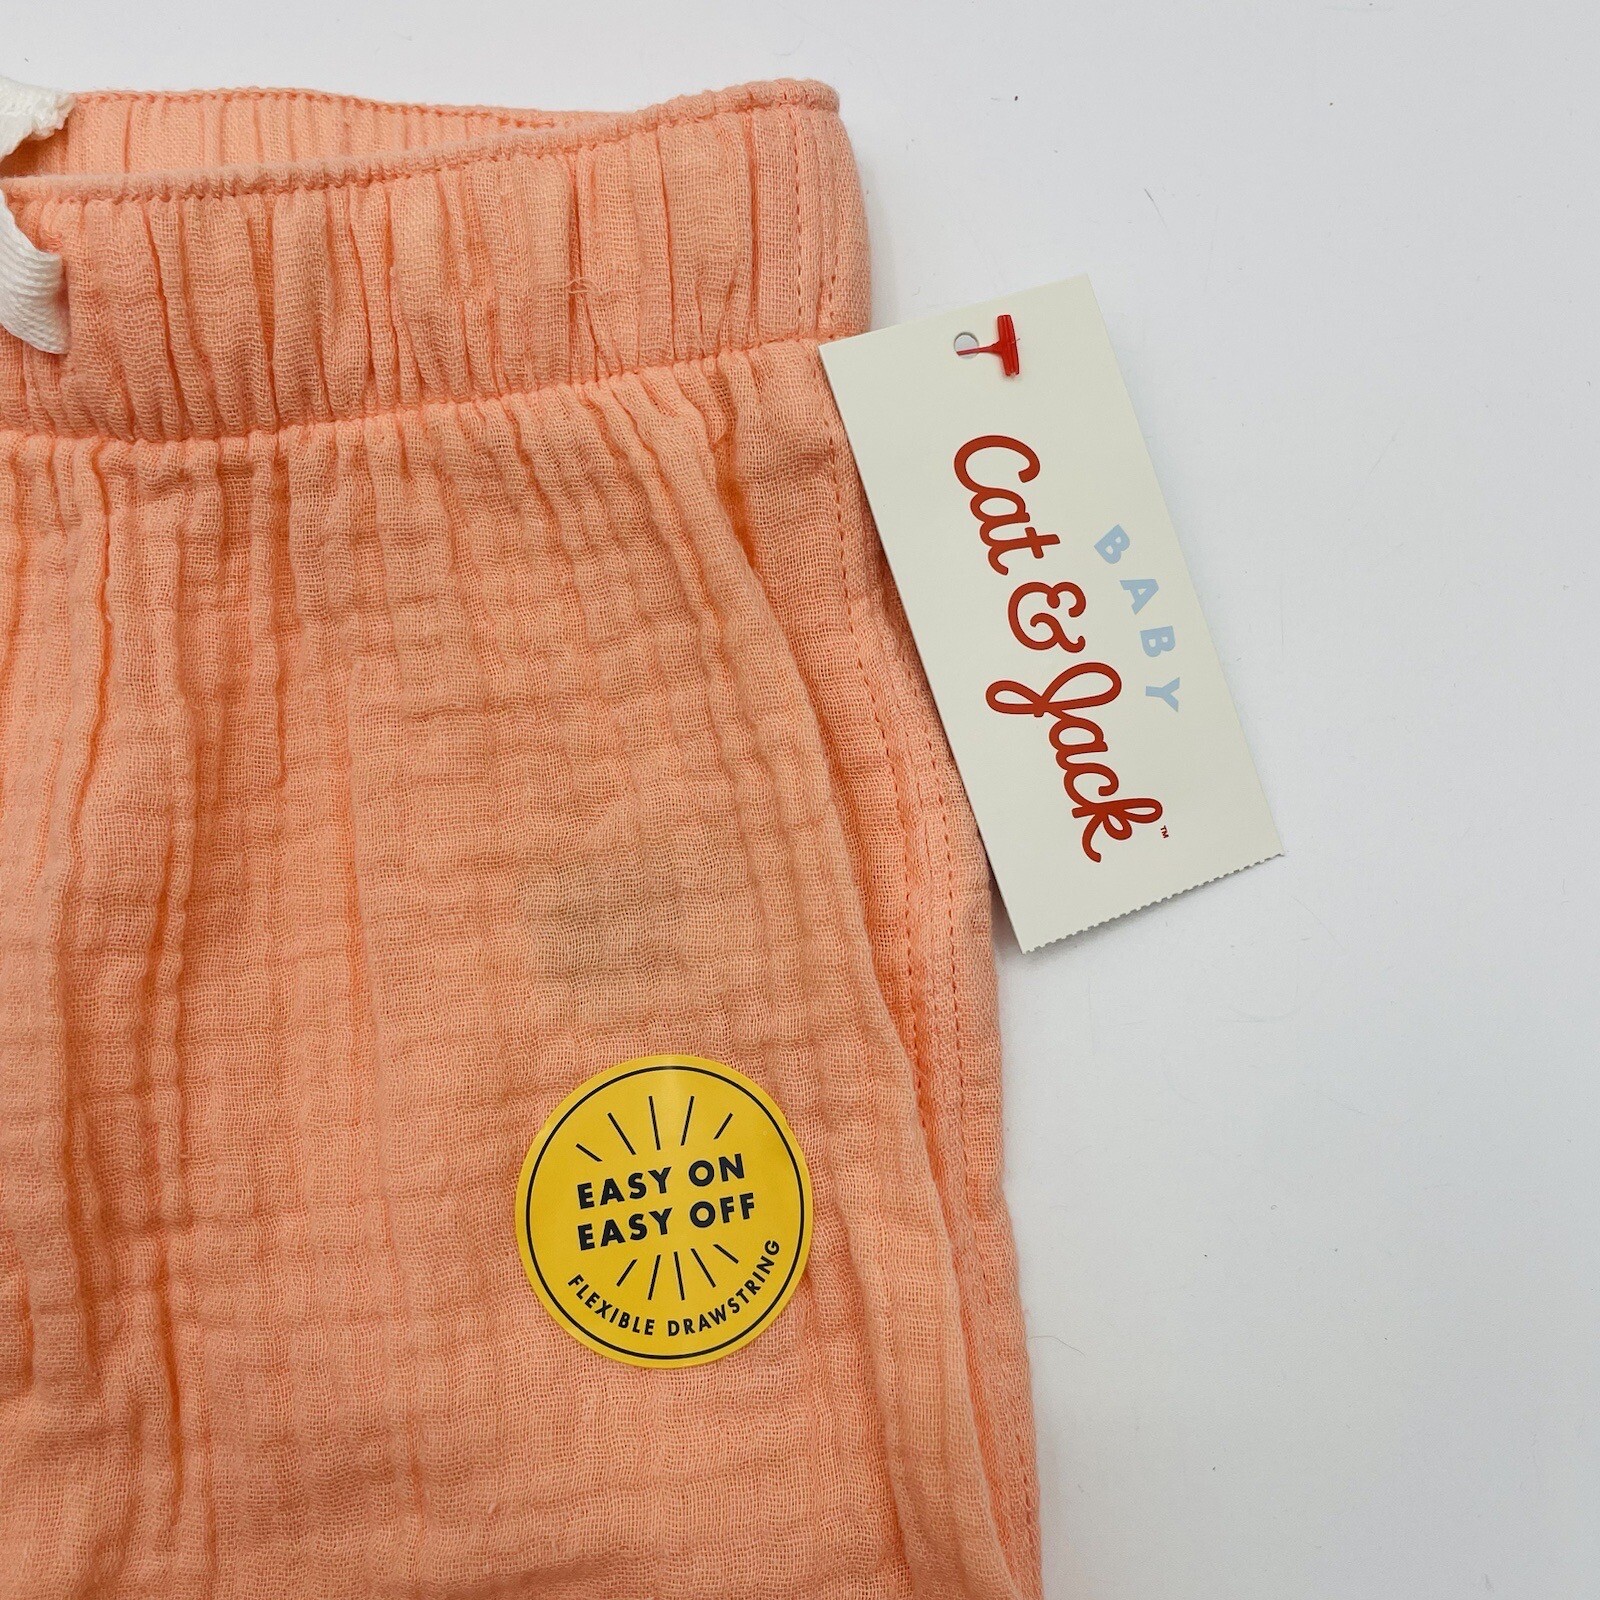 BABY
Cat & Jack™
EASY ON
EASY OFF
FLEXIBLE DRAWSTRING